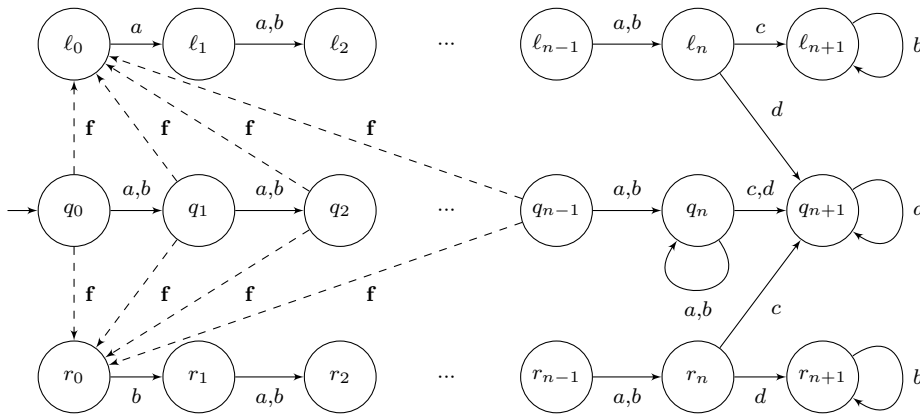 a a,b a,b c
ℓ0 ℓ1 ℓ2 ... ℓn−1 ℓn ℓn+1 b
d
f f f f
a,b a,b a,b c,d
q0 q1 q2 ... qn−1 qn qn+1 a
f f f f a,b c
r0 r1 r2 ... rn−1 rn rn+1 b
b a,b a,b d